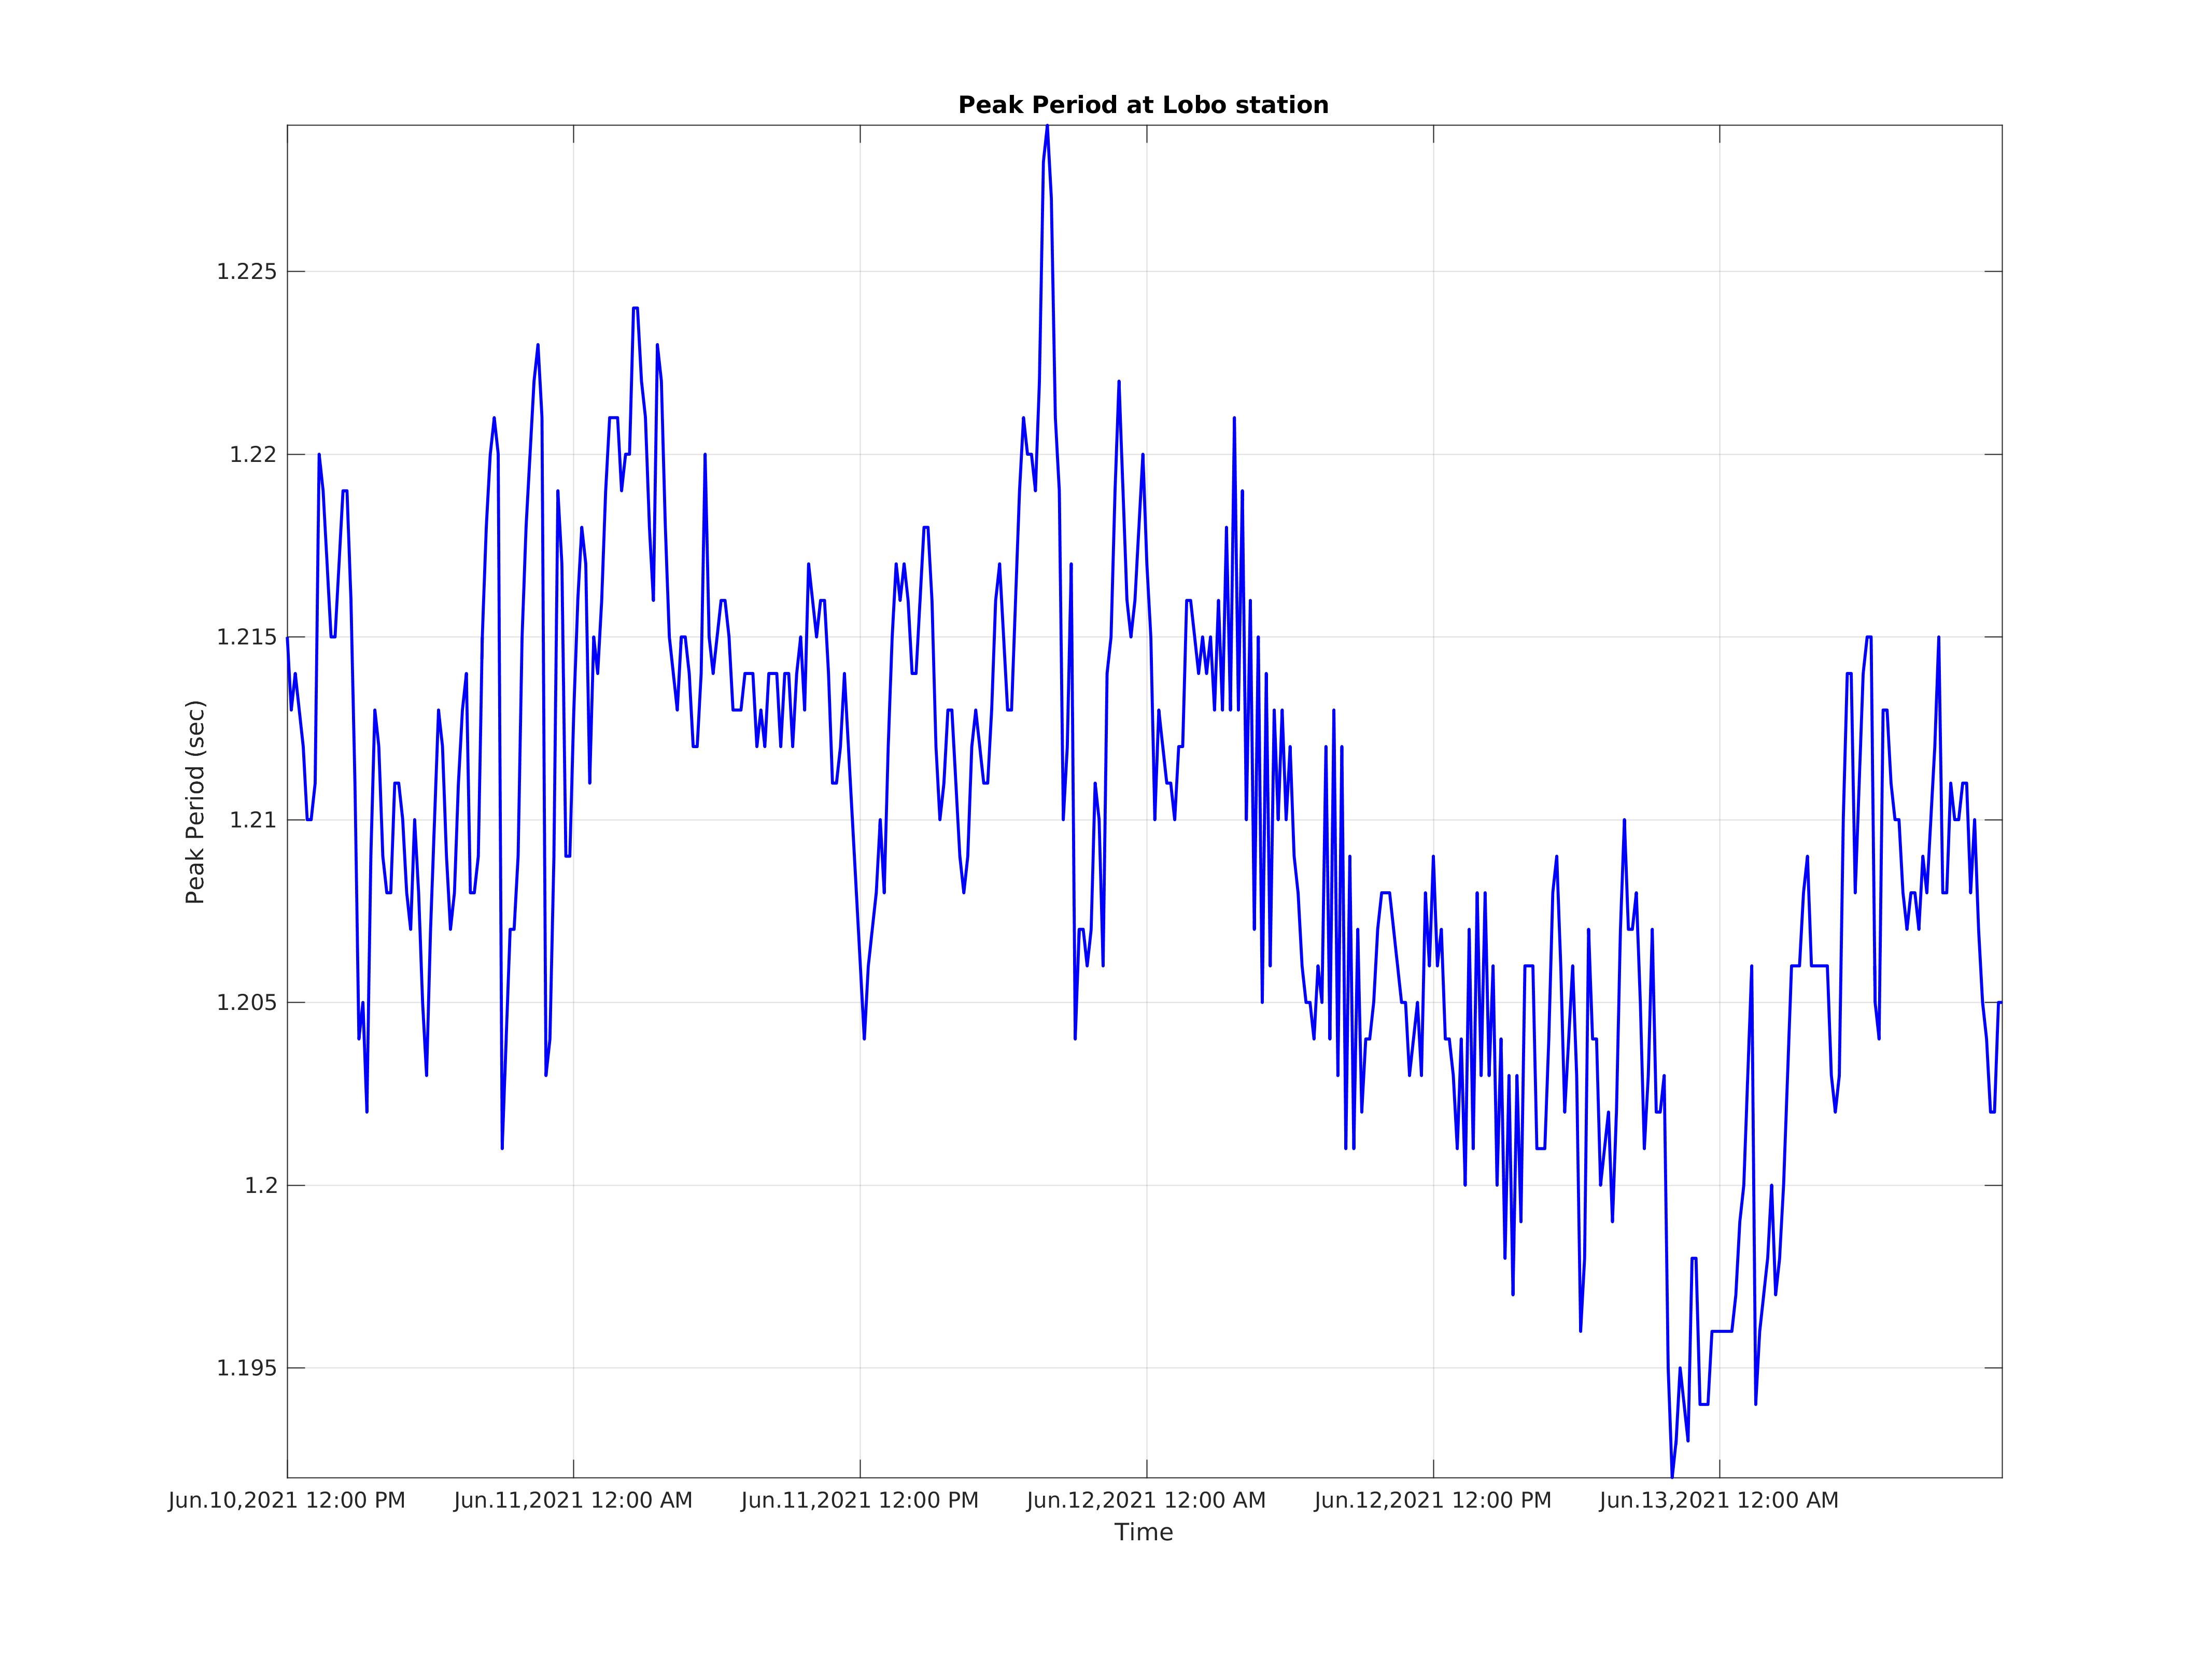 Peak Period at Lobo station
1.225
1.22
1.215
1.21
1.205
1.2
1.195
Peak Period (sec)
Jun.10,2021 12:00 PM
Jun.11,2021 12:00 AM
Jun.11,2021 12:00 PM
Jun.12,2021 12:00 AM
Jun.12,2021 12:00 PM
Jun.13,2021 12:00 AM
Time